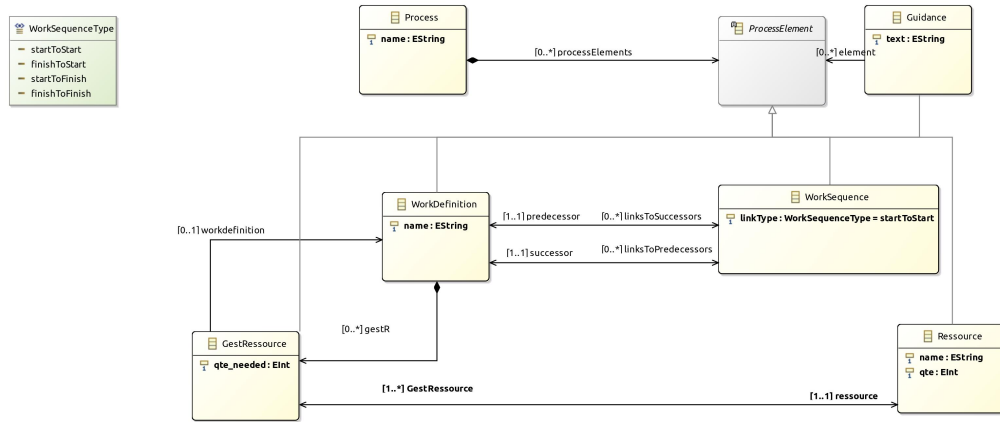 WorkSequenceType
startToStart
finishToStart
startToFinish
finishToFinish
Process
name : EString
[0..*] processElements
ProcessElement
[0..*] element
Guidance
text : EString
WorkDefinition
name : EString
[1..1] predecessor
[0..*] linksToSuccessors
[1..1] successor
[0..*] linksToPredecessors
WorkSequence
linkType : WorkSequenceType = startToStart
[0..1] workdefinition
[0..*] gestR
GestRessource
qte_needed : EInt
[1..*] GestRessource
[1..1] ressource
Ressource
name : EString
qte : EInt